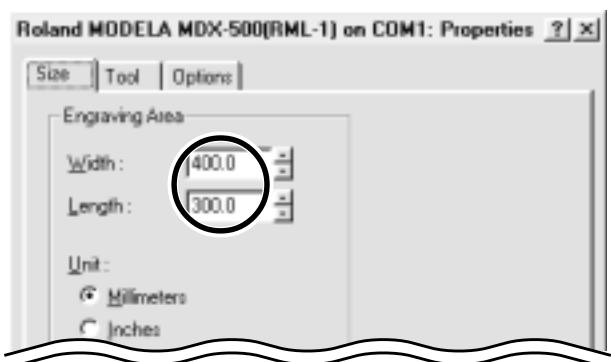 Roland MODELA MDX-500(RML-1) on COM1: Properties ? ×
Size Tool Options
Engraving Area
Width : 400.0
Length : 300.0
Unit :
Millimeters
Inches